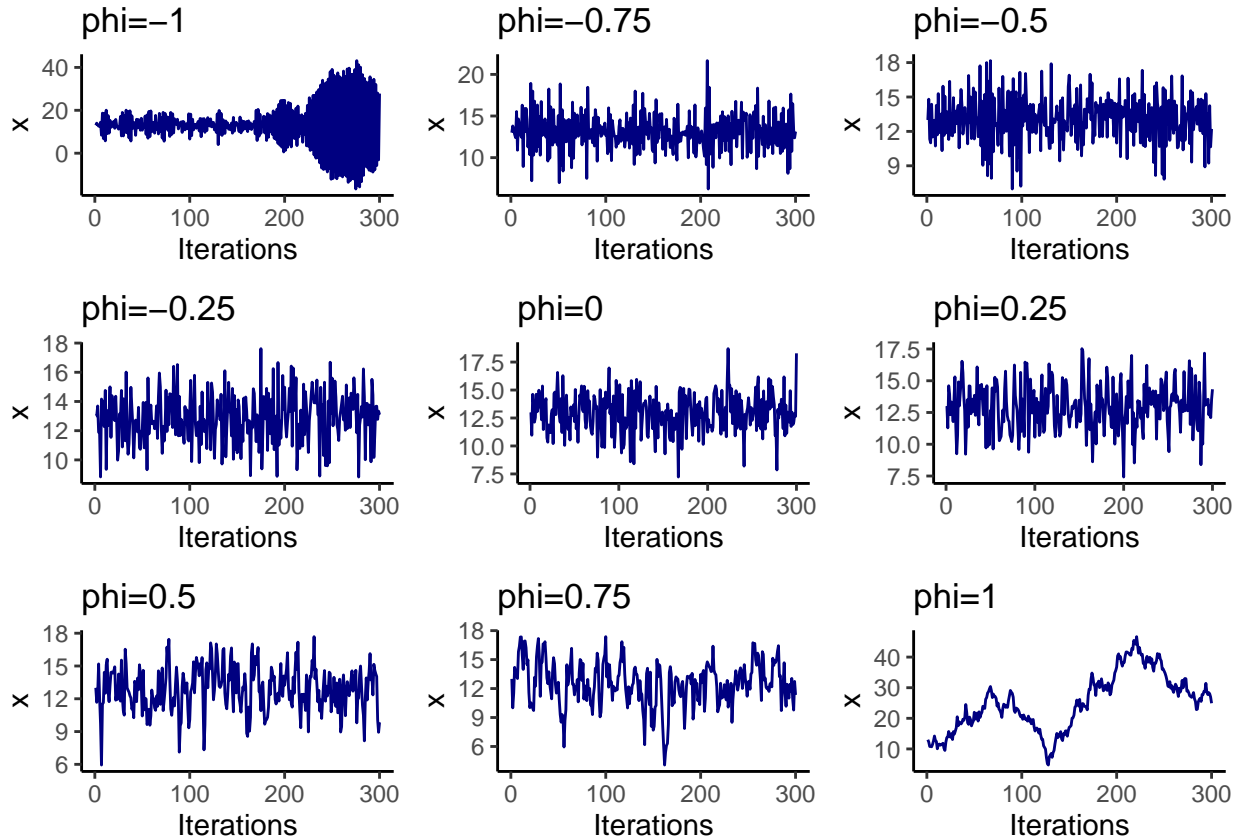 phi=−1
40
20
0
x
0 100 200 300
Iterations
phi=−0.75
20
15
10
x
0 100 200 300
Iterations
phi=−0.5
18
15
12
9
x
0 100 200 300
Iterations
phi=−0.25
18
16
14
12
10
x
0 100 200 300
Iterations
phi=0
17.5
15.0
12.5
10.0
7.5
x
0 100 200 300
Iterations
phi=0.25
17.5
15.0
12.5
10.0
7.5
x
0 100 200 300
Iterations
phi=0.5
18
15
12
9
6
x
0 100 200 300
Iterations
phi=0.75
18
15
12
9
6
x
0 100 200 300
Iterations
phi=1
40
30
20
10
x
0 100 200 300
Iterations